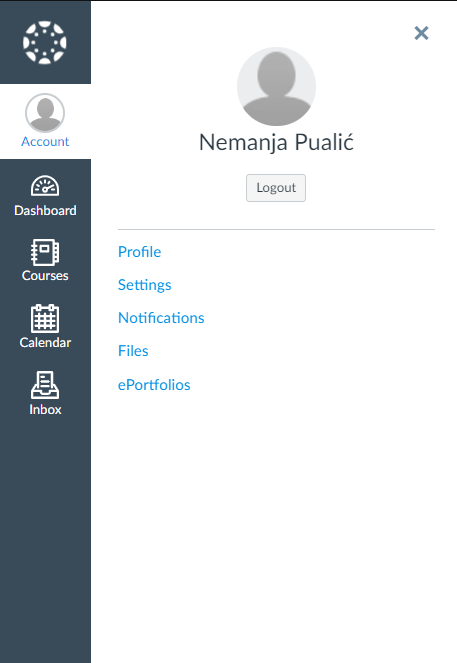 Account
Dashboard
Courses
Calendar
Inbox
Nemanja Pualić
Logout
Profile
Settings
Notifications
Files
ePortfolios